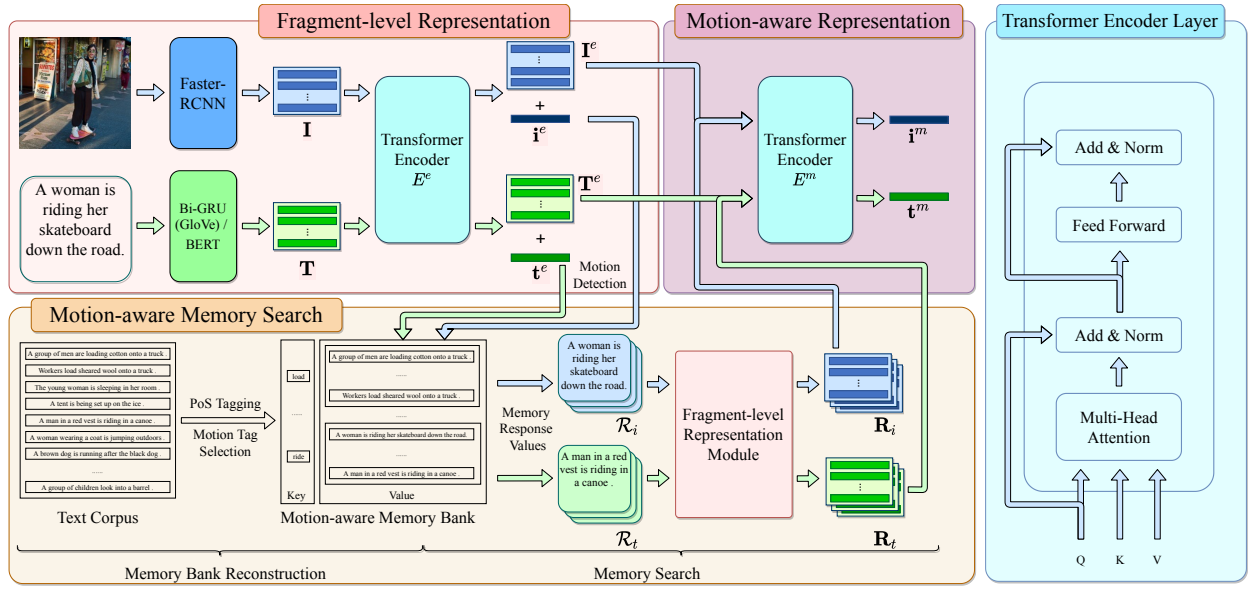 Fragment-level Representation
Motion-aware Representation
Transformer Encoder Layer
Faster-
RCNN
I
Transformer
Encoder
E^e
I^e
+
i^e
A woman is
riding her
skateboard
down the road.
Bi-GRU
(GloVe) /
BERT
T
T^e
+
t^e
Motion
Detection
Transformer
Encoder
E^m
i^m
t^m
Add & Norm
Feed Forward
Add & Norm
Multi-Head
Attention
Q K V
Motion-aware Memory Search
A group of men are loading cotton onto a truck .
Workers load sheared wool onto a truck .
The young woman is sleeping in her room .
A tent is being set up on the ice .
A man in a red vest is riding in a canoe .
A woman wearing a coat is jumping outdoors .
A brown dog is running after the black dog .
......
A group of children look into a barrel .
Text Corpus
PoS Tagging
Motion Tag
Selection
load
......
ride
Key
A group of men are loading cotton onto a truck .
......
Workers load sheared wool onto a truck .
......
A woman is riding her skateboard down the road.
......
A man in a red vest is riding in a canoe .
Value
Motion-aware Memory Bank
Memory
Response
Values
A woman is
riding her
skateboard
down the road.
R_i
A man in a red
vest is riding in
a canoe .
R_t
Fragment-level
Representation
Module
R_i
R_t
Memory Bank Reconstruction
Memory Search